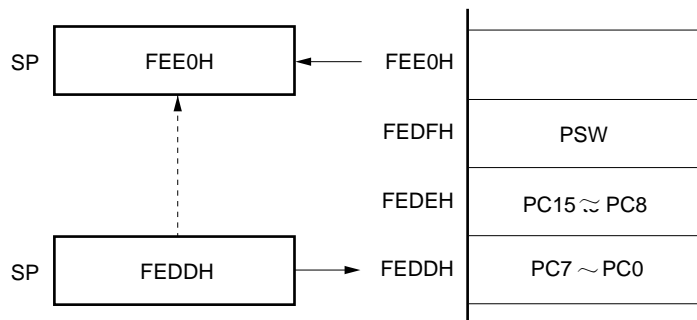 SP FEE0H FEE0H
FEDFH PSW
FEDEH PC15 ~ PC8
SP FEDDH FEDDH PC7 ~ PC0